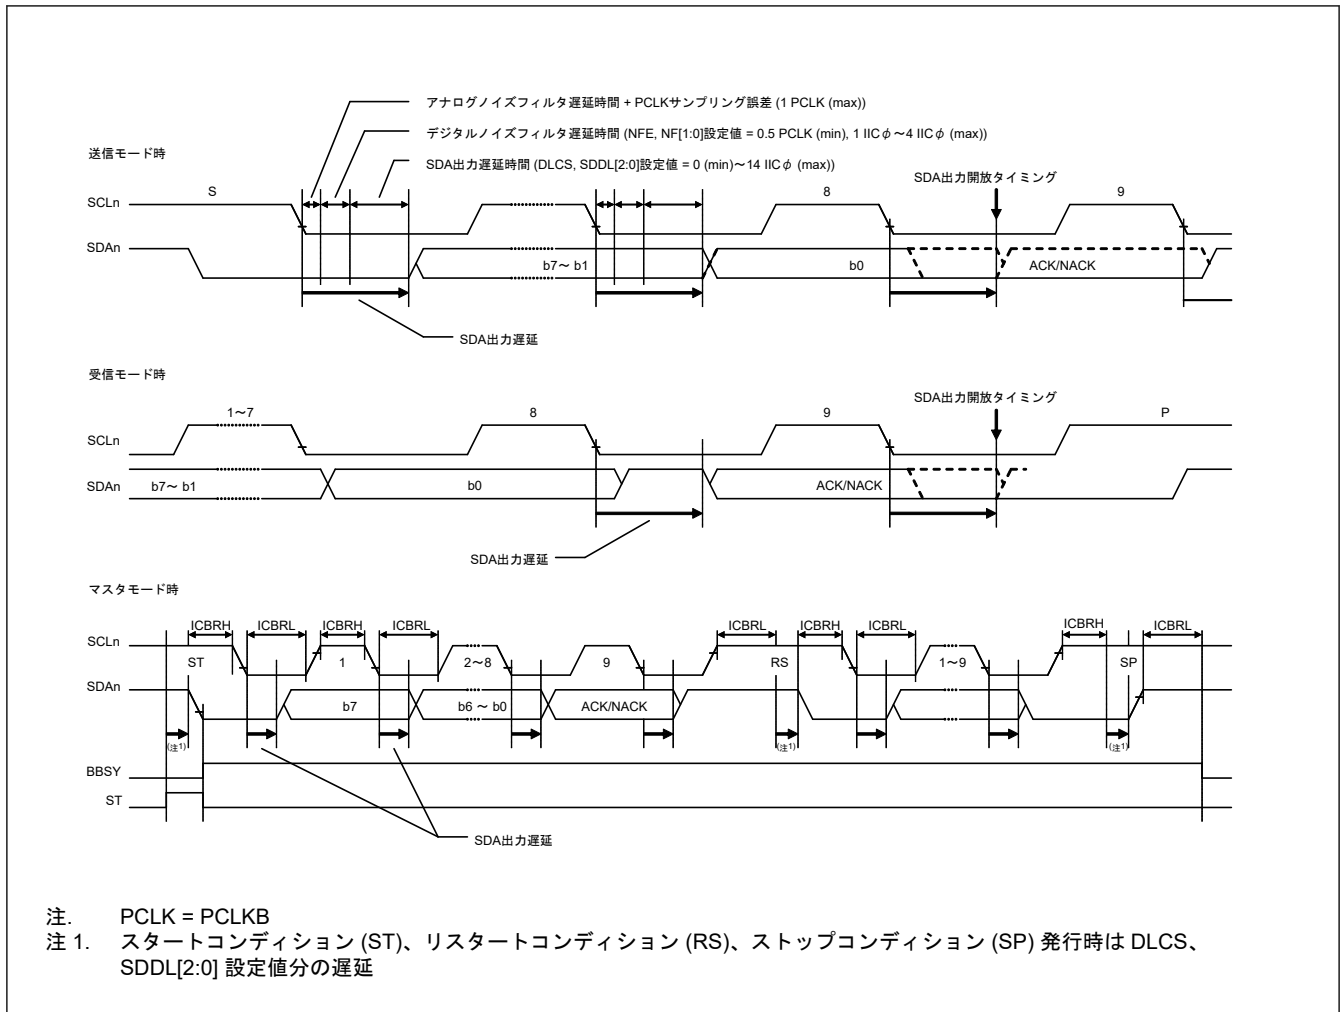 アナログノイズフィルタ遅延時間 + PCLKサンプリング誤差 (1 PCLK (max))
デジタルノイズフィルタ遅延時間 (NFE, NF[1:0]設定値 = 0.5 PCLK (min), 1 IICφ～4 IICφ (max))
送信モード時
SDA出力遅延時間 (DLCS, SDDL[2:0]設定値 = 0 (min)～14 IICφ (max))
SDA出力開放タイミング
S 8 9
SCLn
SDAn
b7～ b1 b0 ACK/NACK
SDA出力遅延
受信モード時
SDA出力開放タイミング
1～7 8 9 P
SCLn
SDAn b7～ b1 b0 ACK/NACK
SDA出力遅延
マスタモード時
ICBRH ICBRL ICBRH ICBRL ICBRL ICBRH ICBRL ICBRH ICBRL
SCLn
ST 1 2～8 9 RS 1～9 SP
SDAn
b7 b6 ～ b0 ACK/NACK
(注1) (注1) (注1)
BBSY
ST
SDA出力遅延
注. PCLK = PCLKB
注 1. スタートコンディション (ST)、リスタートコンディション (RS)、ストップコンディション (SP) 発行時は DLCS、
SDDL[2:0] 設定値分の遅延